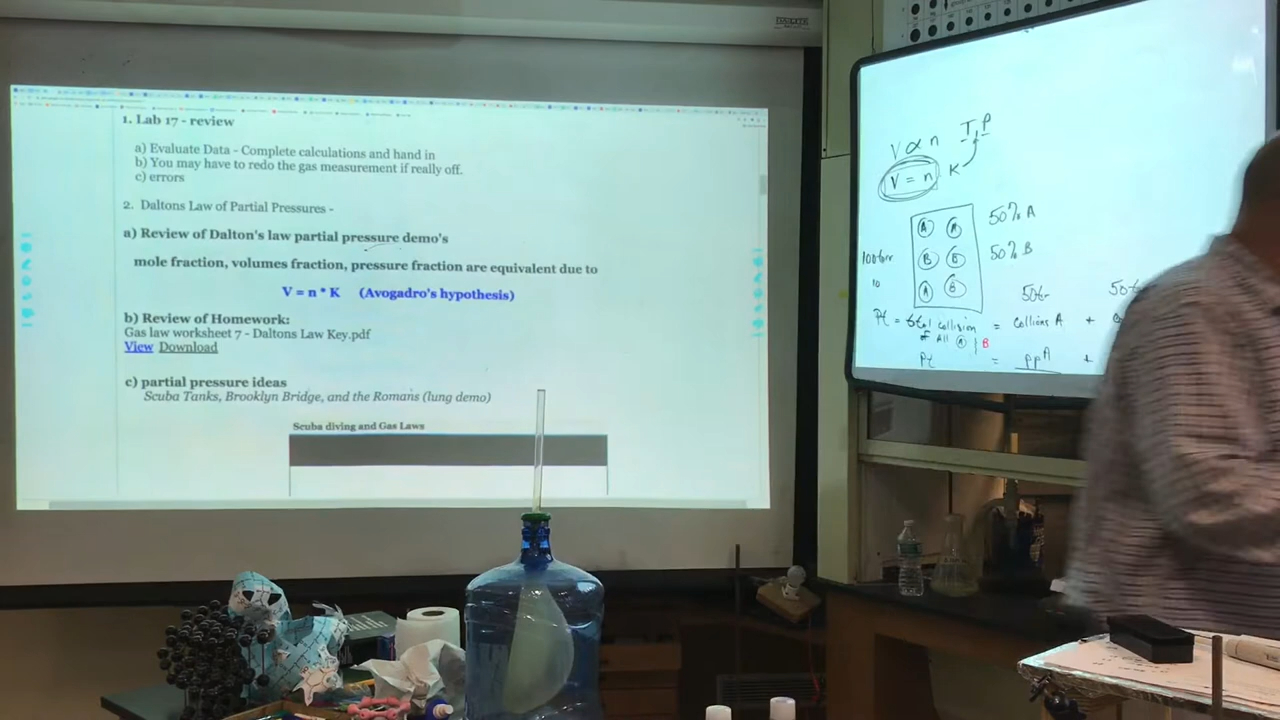 1. Lab 17 - review
a) Evaluate Data - Complete calculations and hand in
b) You may have to redo the gas measurement if really off.
c) errors
2. Daltons Law of Partial Pressures -
a) Review of Dalton's law partial pressure demo's
mole fraction, volumes fraction, pressure fraction are equivalent due to
V = n * K (Avogadro's hypothesis)
b) Review of Homework:
Gas law worksheet 7 - Daltons Law Key.pdf
View Download
c) partial pressure ideas
Scuba Tanks, Brooklyn Bridge, and the Romans (lung demo)
Scuba diving and Gas Laws
T, P
V ∝ n
V = n K
A A 50% A
B B 50% B
100torr
A B
10
50tr 50t
Pt = total collision = Collions A +
of All A } B
Pt = PPA +